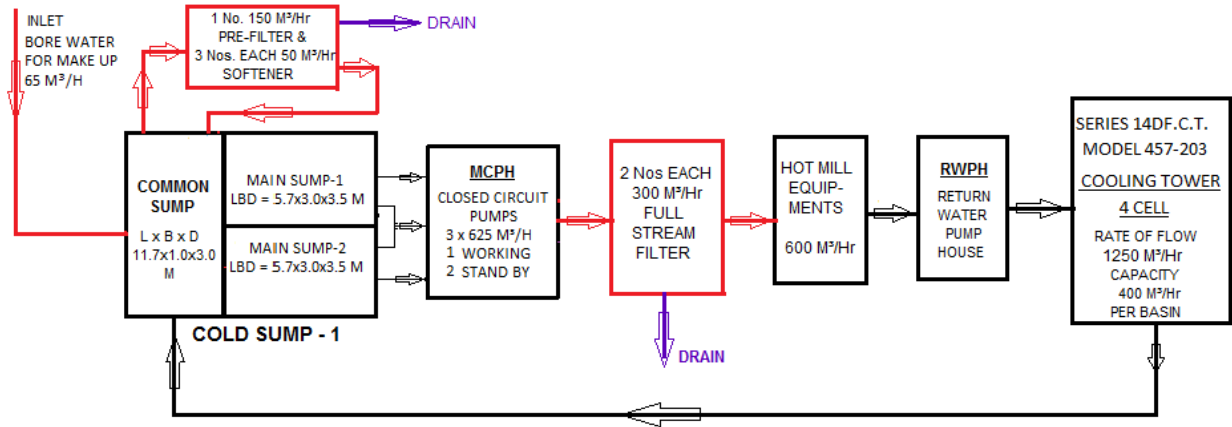 INLET
BORE WATER
FOR MAKE UP
65 M³/H
1 No. 150 M³/Hr
PRE-FILTER &
3 Nos. EACH 50 M³/Hr
SOFTENER
DRAIN
COMMON
SUMP
L x B x D
11.7x1.0x3.0
M
MAIN SUMP-1
LBD = 5.7x3.0x3.5 M
MAIN SUMP-2
LBD = 5.7x3.0x3.5 M
COLD SUMP - 1
MCPH
CLOSED CIRCUIT
PUMPS
3 x 625 M³/H
1 WORKING
2 STAND BY
2 Nos EACH
300 M³/Hr
FULL
STREAM
FILTER
DRAIN
HOT MILL
EQUIP-
MENTS
600 M³/Hr
RWPH
RETURN
WATER
PUMP
HOUSE
SERIES 14DF.C.T.
MODEL 457-203
COOLING TOWER
4 CELL
RATE OF FLOW
1250 M³/Hr
CAPACITY
400 M³/Hr
PER BASIN